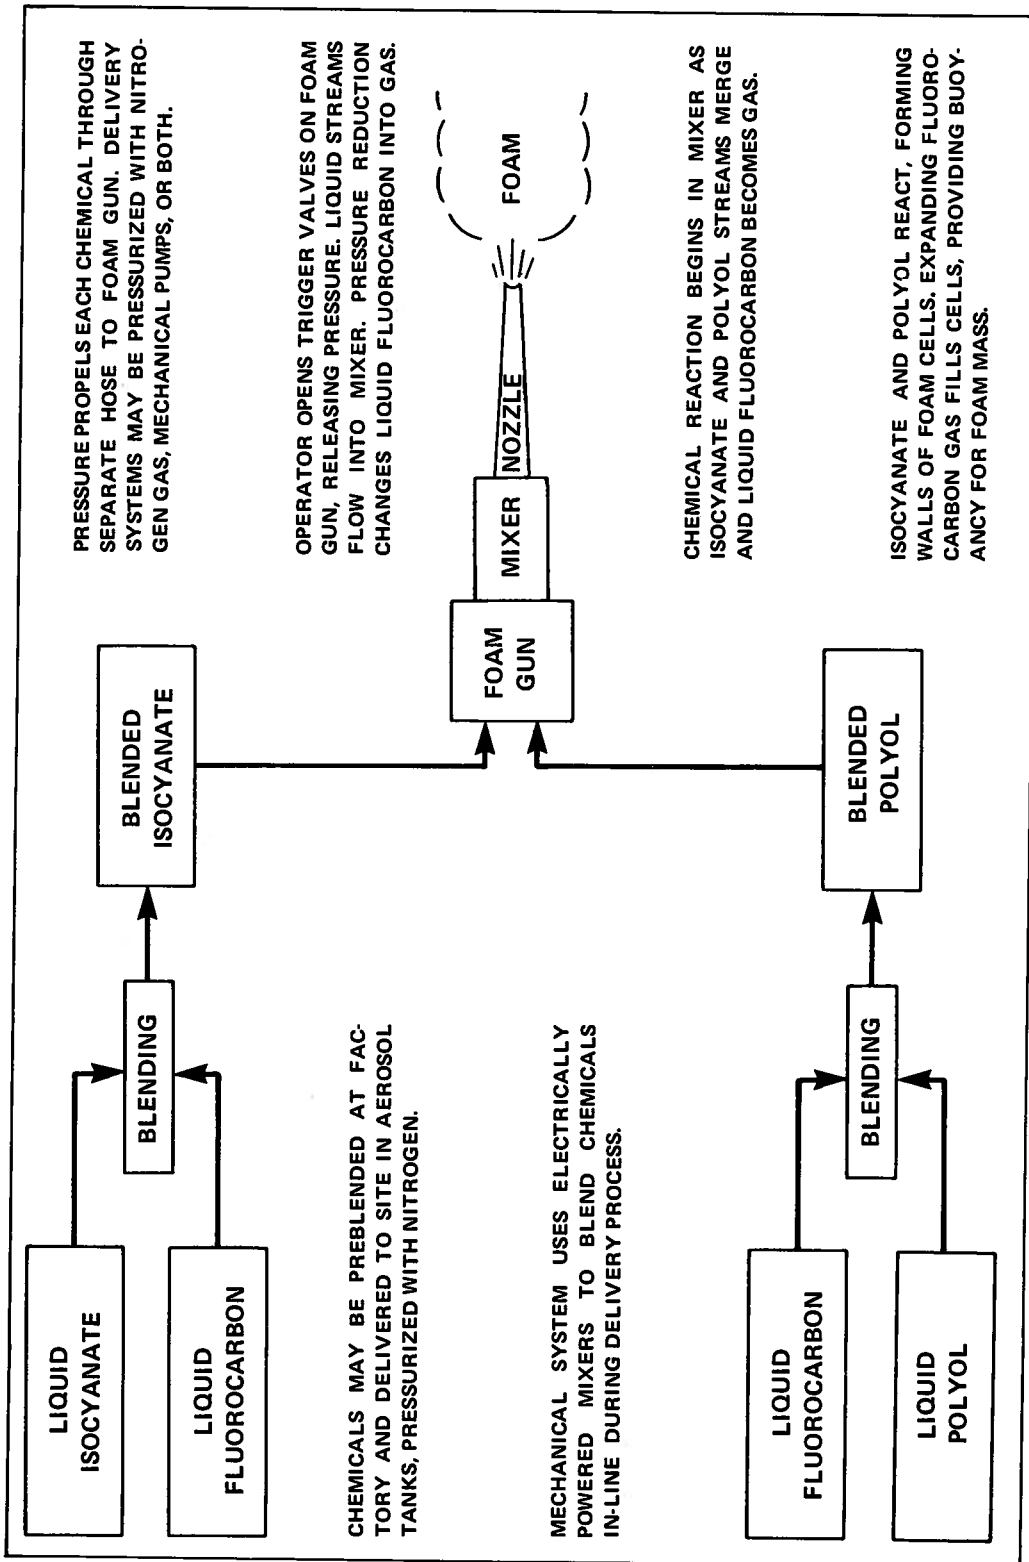 LIQUID
ISOCYANATE
LIQUID
FLUOROCARBON
BLENDING
BLENDED
ISOCYANATE
PRESSURE PROPELS EACH CHEMICAL THROUGH
SEPARATE HOSE TO FOAM GUN. DELIVERY
SYSTEMS MAY BE PRESSURIZED WITH NITRO-
GEN GAS, MECHANICAL PUMPS, OR BOTH.
CHEMICALS MAY BE PREBLENDED AT FAC-
TORY AND DELIVERED TO SITE IN AEROSOL
TANKS, PRESSURIZED WITH NITROGEN.
OPERATOR OPENS TRIGGER VALVES ON FOAM
GUN, RELEASING PRESSURE. LIQUID STREAMS
FLOW INTO MIXER. PRESSURE REDUCTION
CHANGES LIQUID FLUOROCARBON INTO GAS.
FOAM
GUN
MIXER
NOZZLE
FOAM
MECHANICAL SYSTEM USES ELECTRICALLY
POWERED MIXERS TO BLEND CHEMICALS
IN-LINE DURING DELIVERY PROCESS.
CHEMICAL REACTION BEGINS IN MIXER AS
ISOCYANATE AND POLYOL STREAMS MERGE
AND LIQUID FLUOROCARBON BECOMES GAS.
LIQUID
FLUOROCARBON
LIQUID
POLYOL
BLENDING
BLENDED
POLYOL
ISOCYANATE AND POLYOL REACT, FORMING
WALLS OF FOAM CELLS. EXPANDING FLUORO-
CARBON GAS FILLS CELLS, PROVIDING BUOY-
ANCY FOR FOAM MASS.